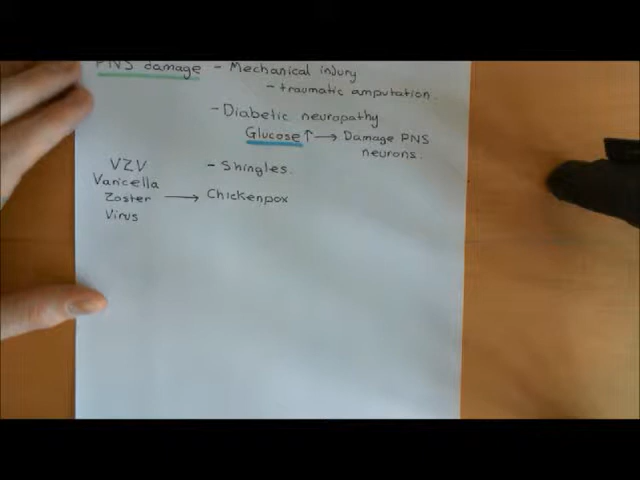 PNS damage - Mechanical injury
- traumatic amputation.
- Diabetic neuropathy
Glucose ↑ → Damage PNS
neurons.
VZV - Shingles.
Varicella
Zoster → Chickenpox
Virus